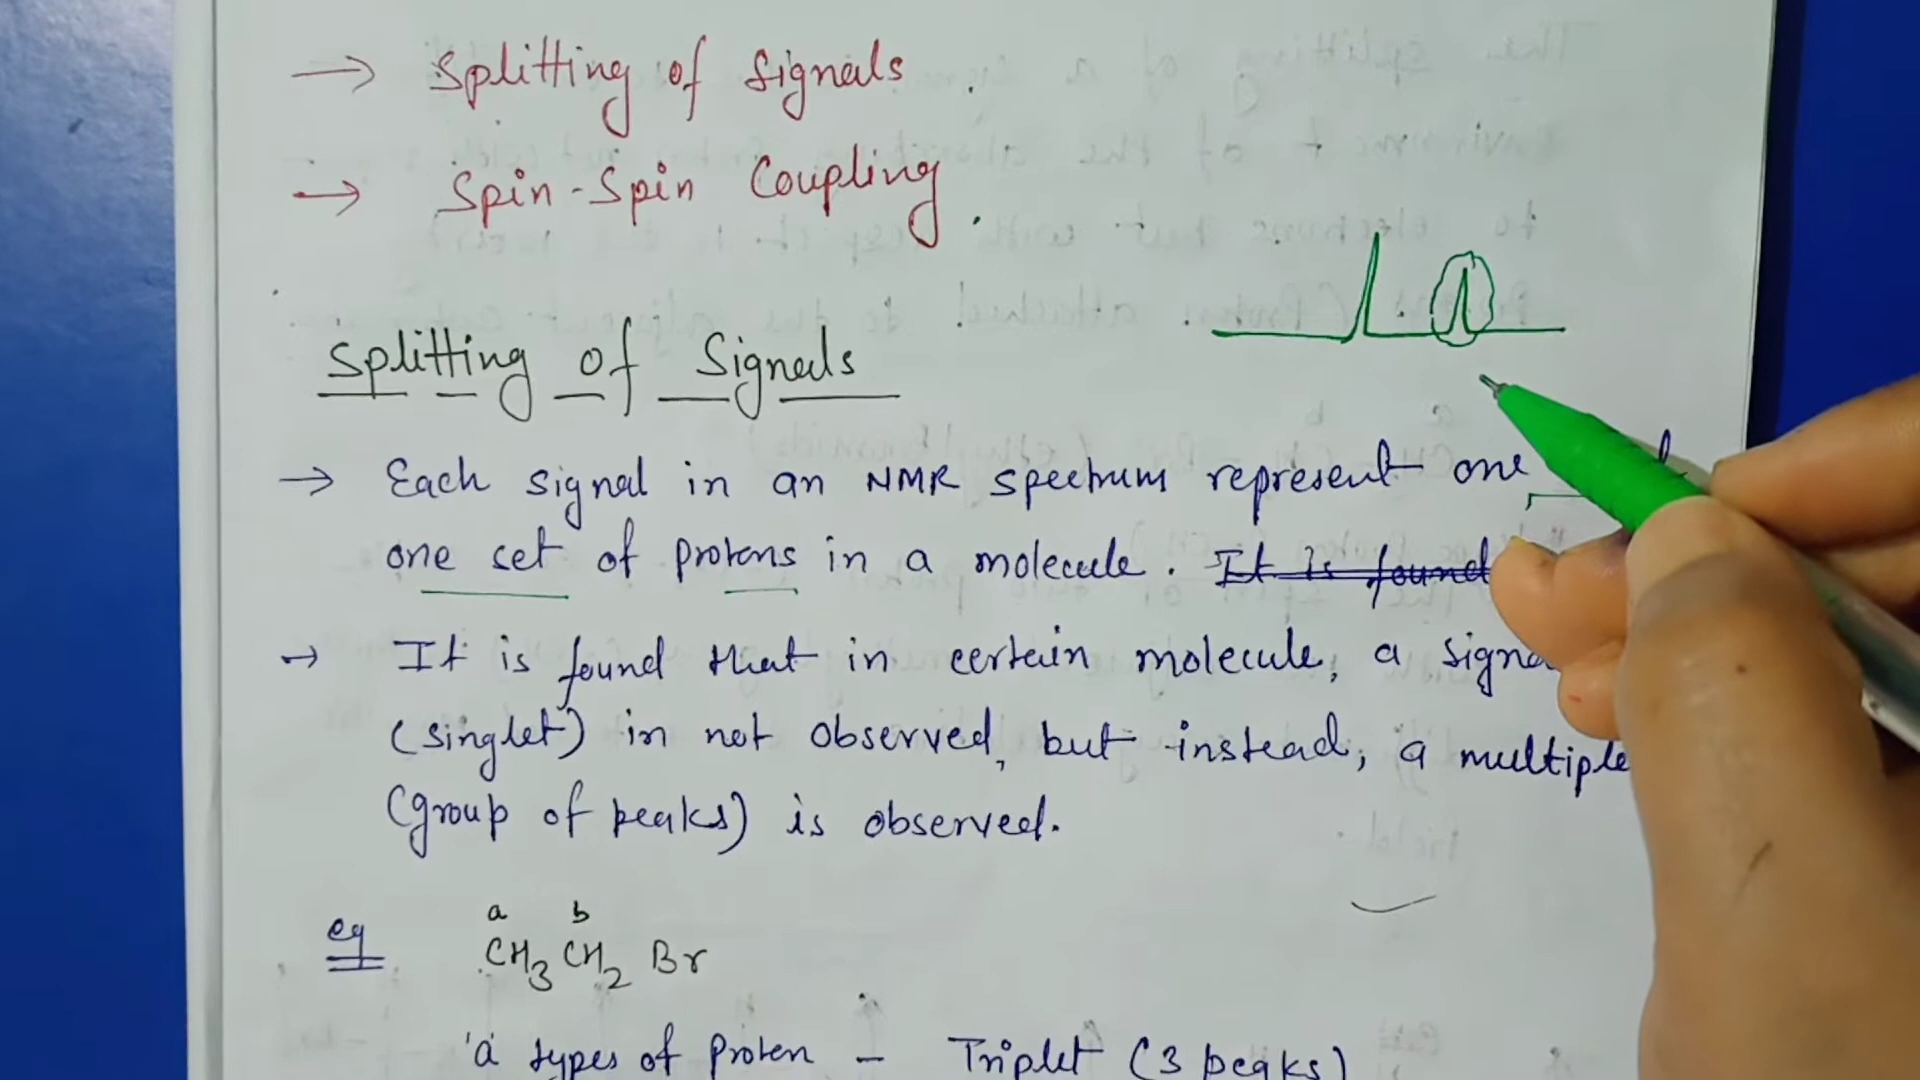 → Splitting of Signals.
→ Spin-Spin Coupling.
Splitting of Signals
→ Each signal in an NMR spectrum represent one
one set of protons in a molecule. It is found
→ It is found that in certain molecule, a signa
(singlet) in not observed, but instead, a multiple
(group of peaks) is observed.
a b
eg CH3 CH2 Br
'a types of proton - Triplet (3 peaks)